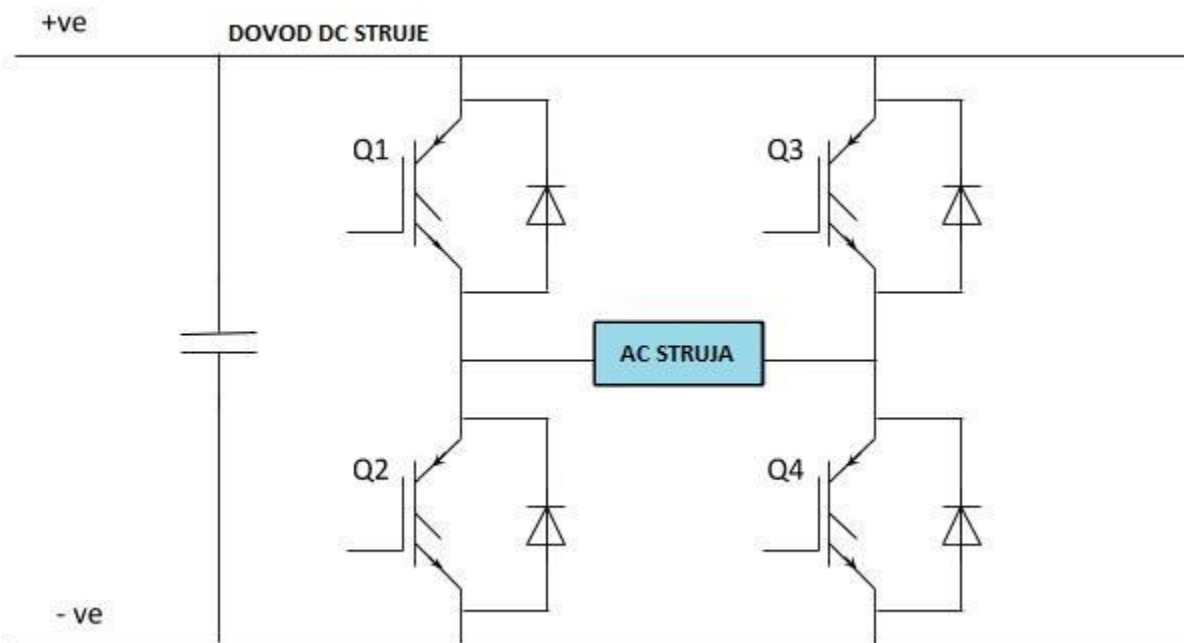 +ve
DOVOD DC STRUJE
Q1
Q3
AC STRUJA
Q2
Q4
- ve